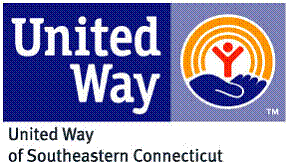 United
Way
TM
United Way
of Southeastern Connecticut